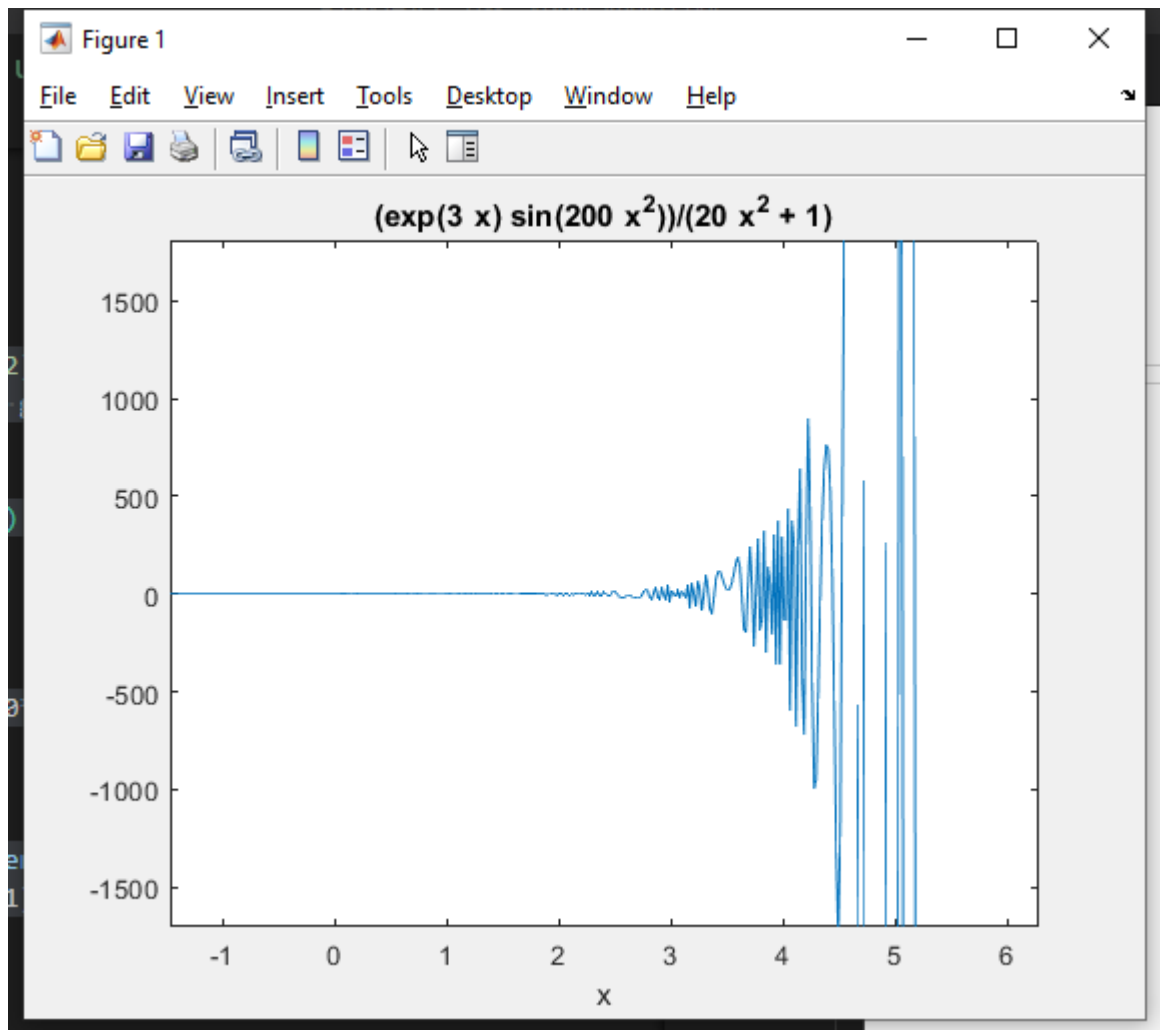 Figure 1
File Edit View Insert Tools Desktop Window Help
(exp(3 x) sin(200 x²))/(20 x² + 1)
1500
1000
500
0
-500
-1000
-1500
-1 0 1 2 3 4 5 6
x